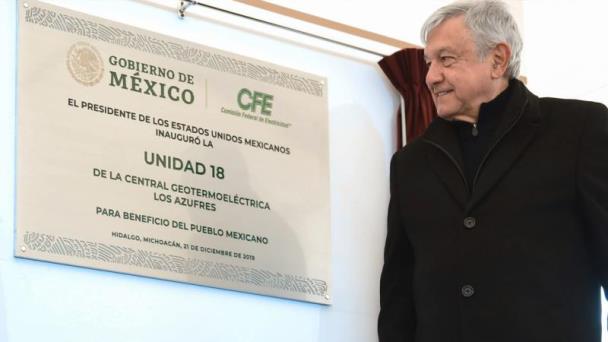 GOBIERNO DE
MÉXICO
CFE
Comisión Federal de Electricidad
EL PRESIDENTE DE LOS ESTADOS UNIDOS MEXICANOS
INAUGURÓ LA
UNIDAD 18
DE LA CENTRAL GEOTERMOELÉCTRICA
LOS AZUFRES
PARA BENEFICIO DEL PUEBLO MEXICANO
HIDALGO, MICHOACÁN, 21 DE DICIEMBRE DE 2019